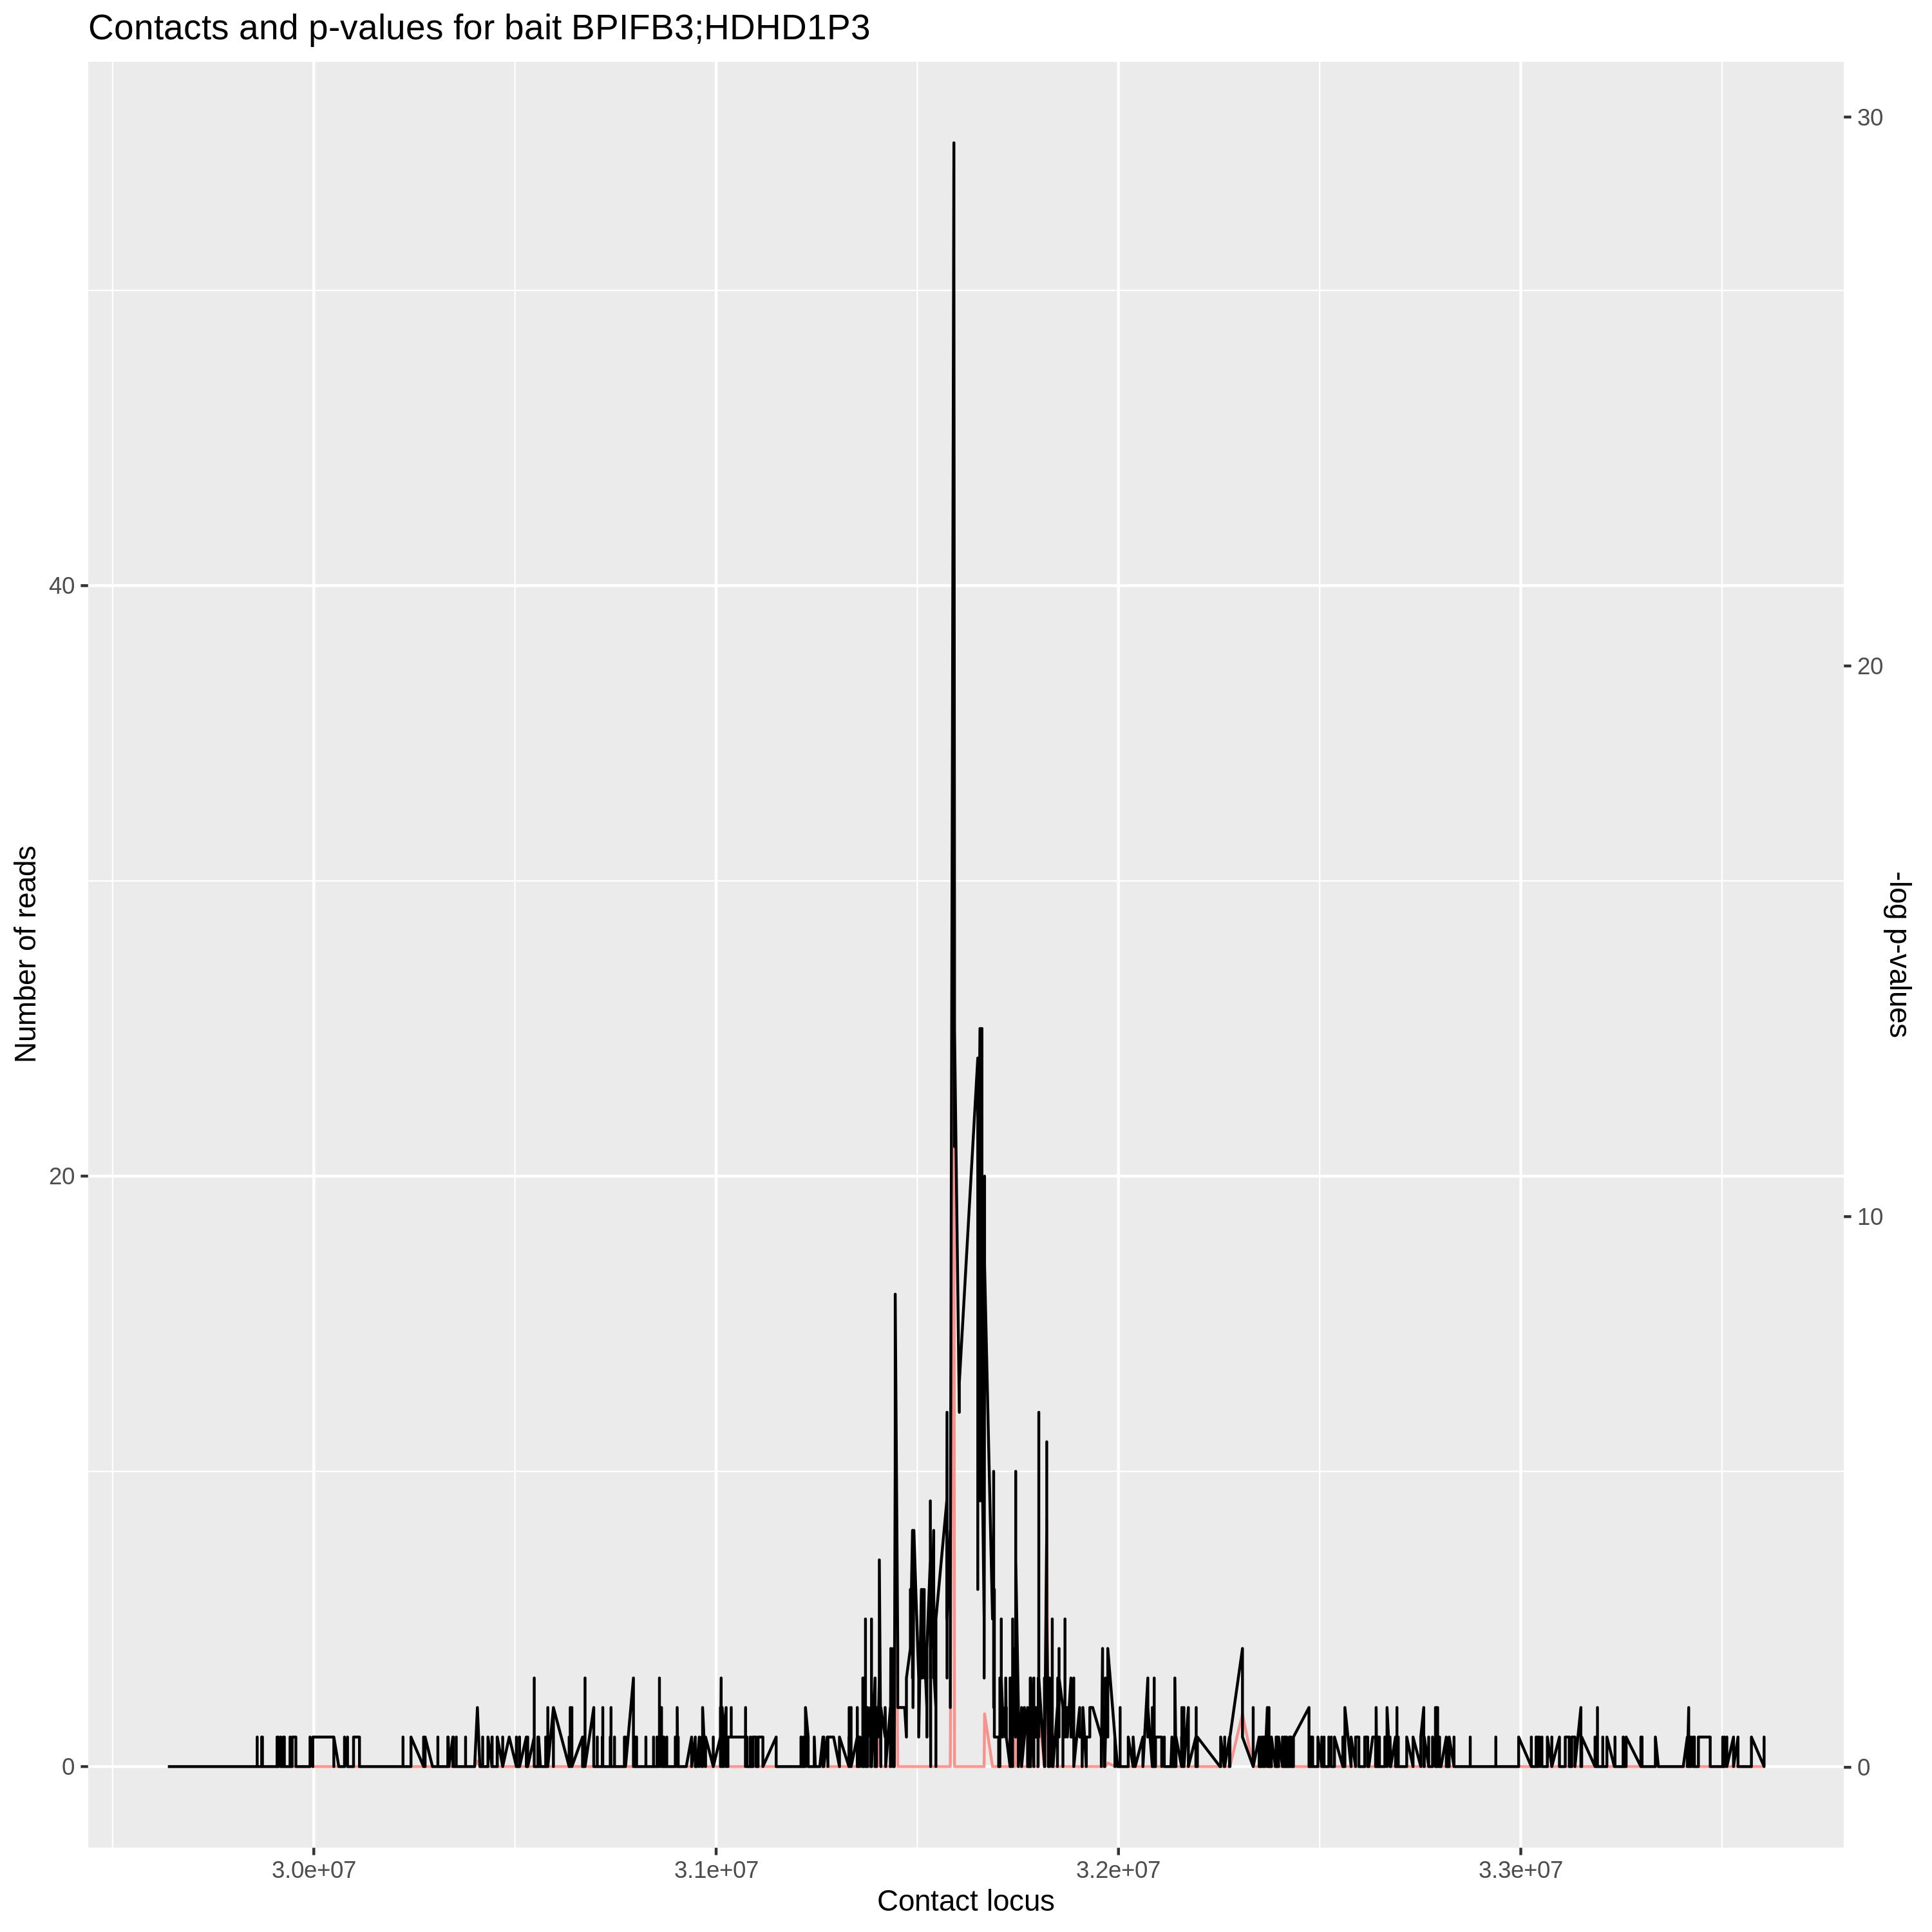 Contacts and p-values for bait BPIFB3;HDHD1P3
30
40
20
20
10
0
0
Number of reads
-log p-values
3.0e+07
3.1e+07
3.2e+07
3.3e+07
Contact locus